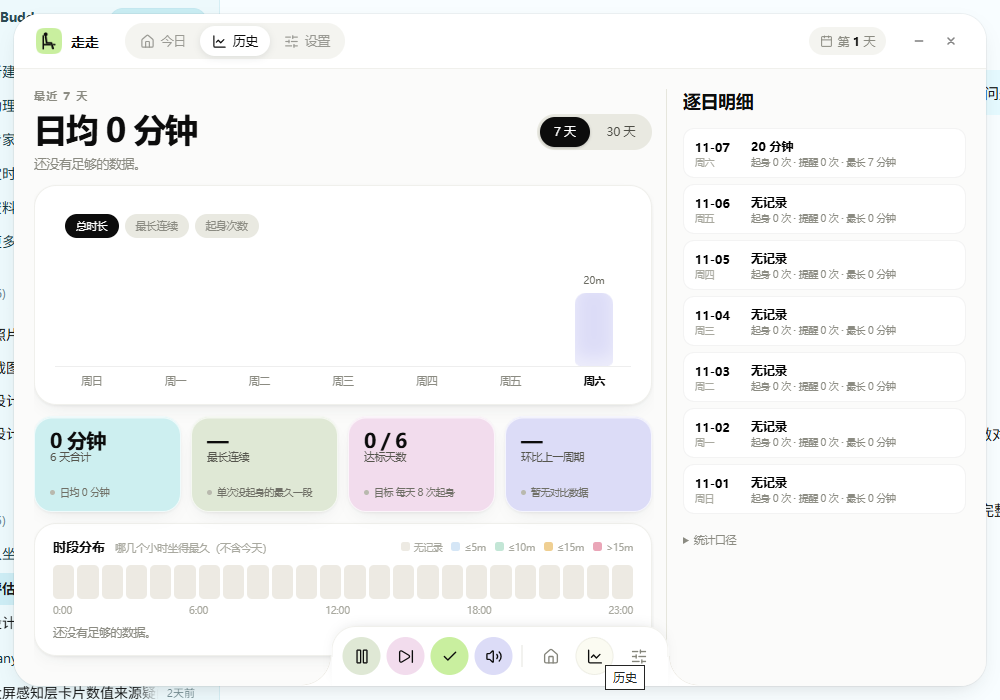 走走
今日
历史
设置
第 1 天
最近 7 天
日均 0 分钟
还没有足够的数据。
7 天
30 天
总时长
最长连续
起身次数
20m
周日
周一
周二
周三
周四
周五
周六
0 分钟
6 天合计
日均 0 分钟
—
最长连续
单次没起身的最久一段
0 / 6
达标天数
目标 每天 8 次起身
—
环比上一周期
暂无对比数据
时段分布
哪几个小时坐得最久（不含今天）
无记录
≤5m
≤10m
≤15m
>15m
0:00
6:00
12:00
18:00
23:00
还没有足够的数据。
历史
逐日明细
11-07
周六
20 分钟
起身 0 次 · 提醒 0 次 · 最长 7 分钟
11-06
周五
无记录
起身 0 次 · 提醒 0 次 · 最长 0 分钟
11-05
周四
无记录
起身 0 次 · 提醒 0 次 · 最长 0 分钟
11-04
周三
无记录
起身 0 次 · 提醒 0 次 · 最长 0 分钟
11-03
周二
无记录
起身 0 次 · 提醒 0 次 · 最长 0 分钟
11-02
周一
无记录
起身 0 次 · 提醒 0 次 · 最长 0 分钟
11-01
周日
无记录
起身 0 次 · 提醒 0 次 · 最长 0 分钟
统计口径
屏感知层卡片数值来源
2天前